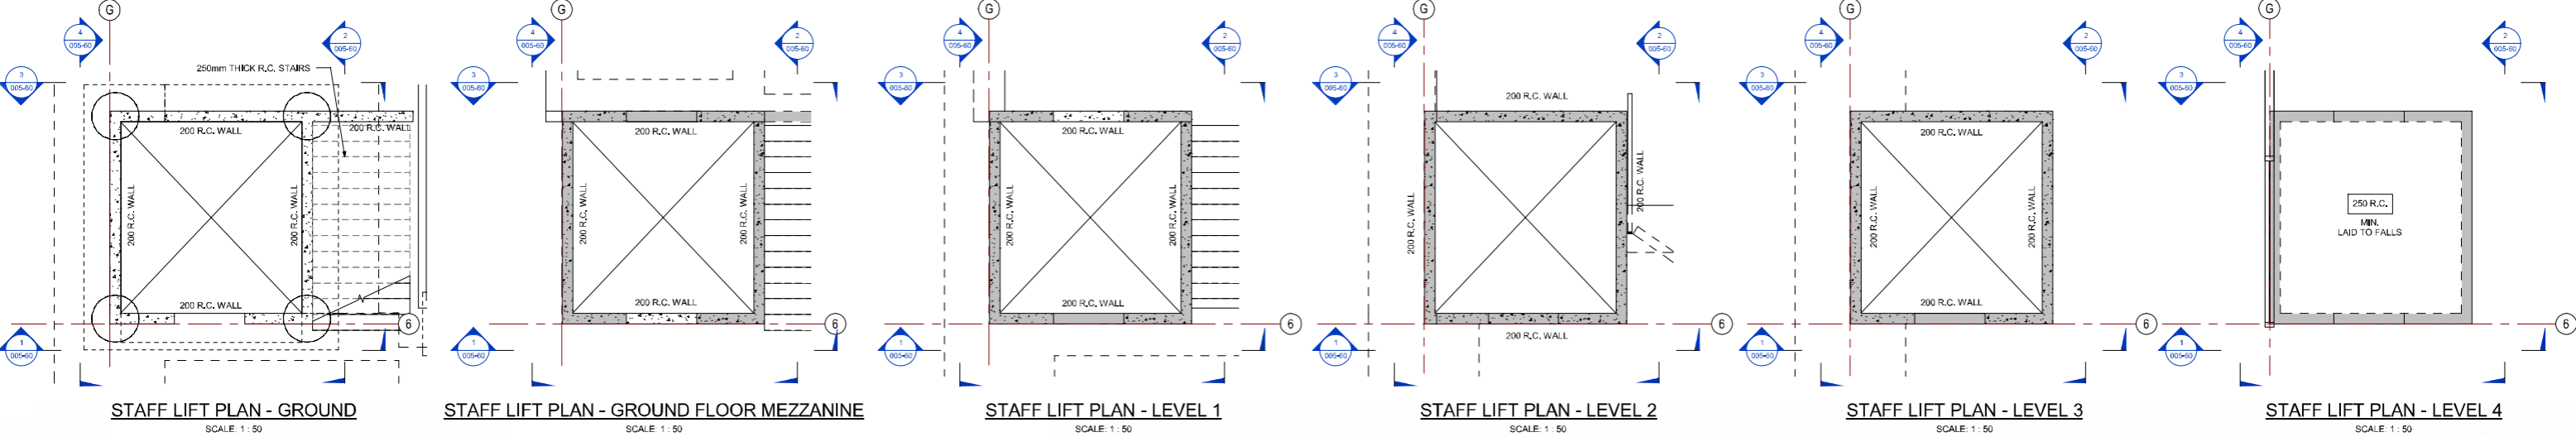 G
4
005-60
2
005-60
250mm THICK R.C. STAIRS
3
005-60
200 R.C. WALL
200 R.C. WALL
200 R.C. WALL
200 R.C. WALL
200 R.C. WALL
6
1
005-60
STAFF LIFT PLAN - GROUND
SCALE: 1 : 50
G
4
005-60
2
005-60
3
005-60
200 R.C. WALL
200 R.C. WALL
200 R.C. WALL
200 R.C. WALL
6
1
005-60
STAFF LIFT PLAN - GROUND FLOOR MEZZANINE
SCALE: 1 : 50
G
4
005-60
2
005-60
3
005-60
200 R.C. WALL
200 R.C. WALL
200 R.C. WALL
200 R.C. WALL
6
1
005-60
STAFF LIFT PLAN - LEVEL 1
SCALE: 1 : 50
G
4
005-60
2
005-60
3
005-60
200 R.C. WALL
200 R.C. WALL
200 R.C. WALL
6
1
005-60
200 R.C. WALL
STAFF LIFT PLAN - LEVEL 2
SCALE: 1 : 50
G
4
005-60
2
005-60
3
005-60
200 R.C. WALL
200 R.C. WALL
200 R.C. WALL
200 R.C. WALL
6
1
005-60
STAFF LIFT PLAN - LEVEL 3
SCALE: 1 : 50
G
4
005-60
2
005-60
3
005-60
250 R.C.
MIN.
LAID TO FALLS
6
1
005-60
STAFF LIFT PLAN - LEVEL 4
SCALE: 1 : 50